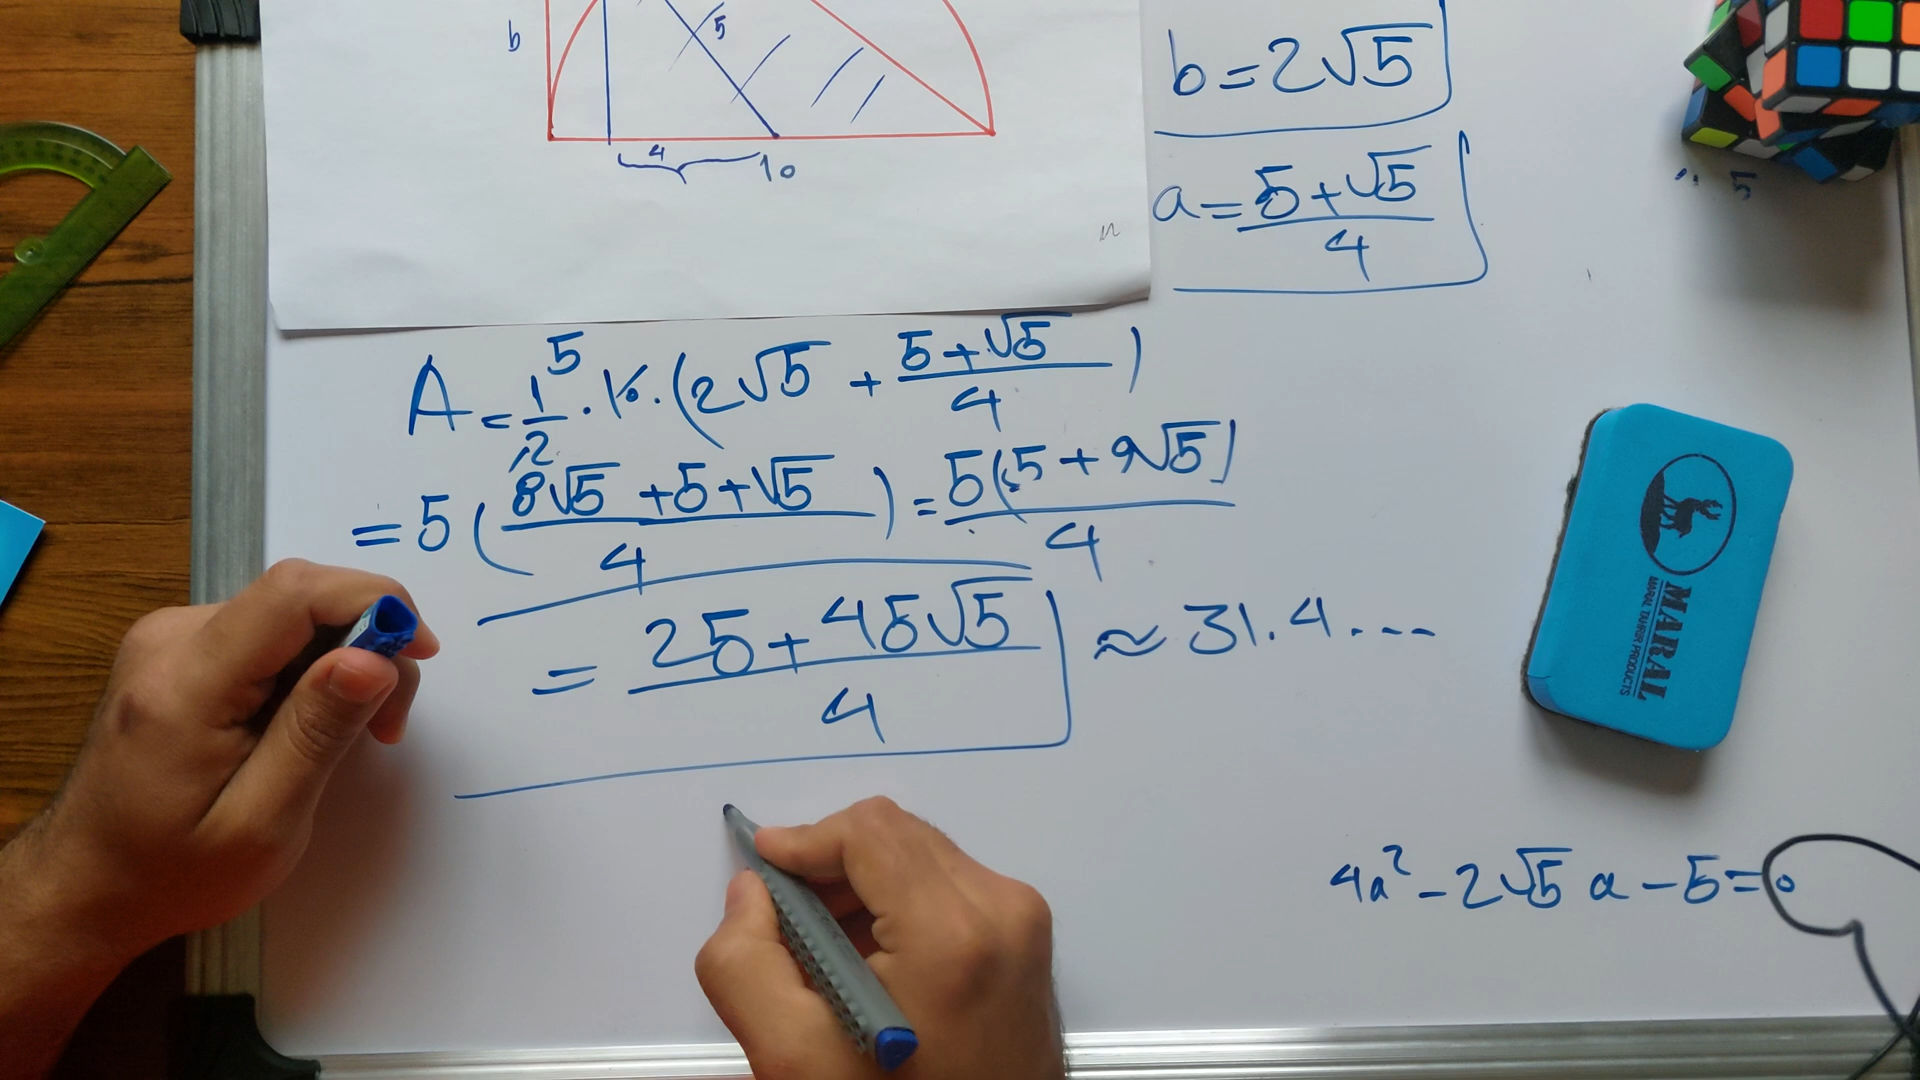 b
5
4
10
b = 2√5
a = (5+√5)/4
5
A = 1/2 · 10 · (2√5 + (5+√5)/4)
= 5((8√5+5+√5)/4) = 5(5+9√5)/4
= (25+45√5)/4 ≈ 31.4...
4a² - 2√5 a - 5 = 0
MARAL